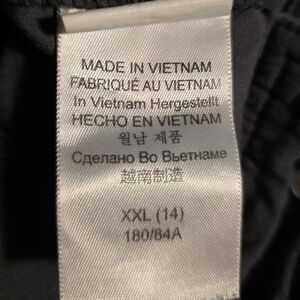 MADE IN VIETNAM
FABRIQUÉ AU VIETNAM
In Vietnam Hergestellt
HECHO EN VIETNAM
월남 제품
Сделано Во Вьетнаме
越南制造
XXL (14)
180/84A